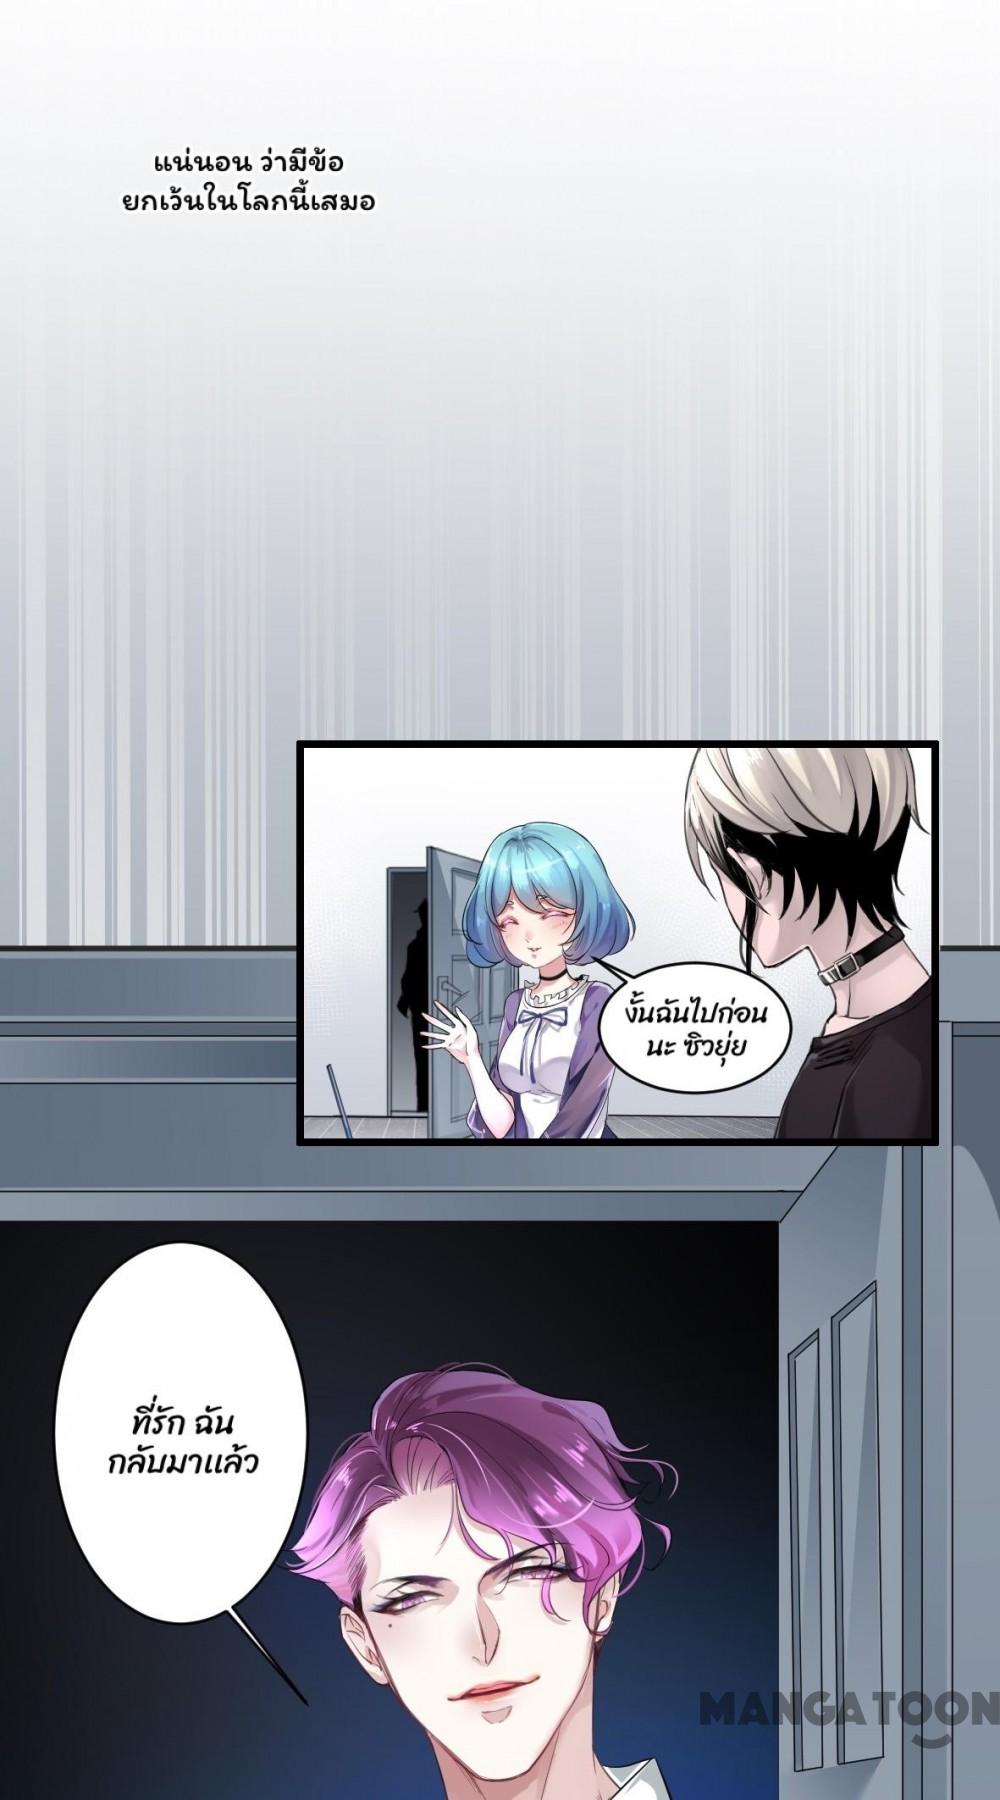 แน่นอน ว่ามีข้อ
ยกเว้นในโลกนี้เสมอ
งั้นฉันไปก่อน
นะ ซิวยุ่ย
ที่รัก ฉัน
กลับมาแล้ว
MANGATOON